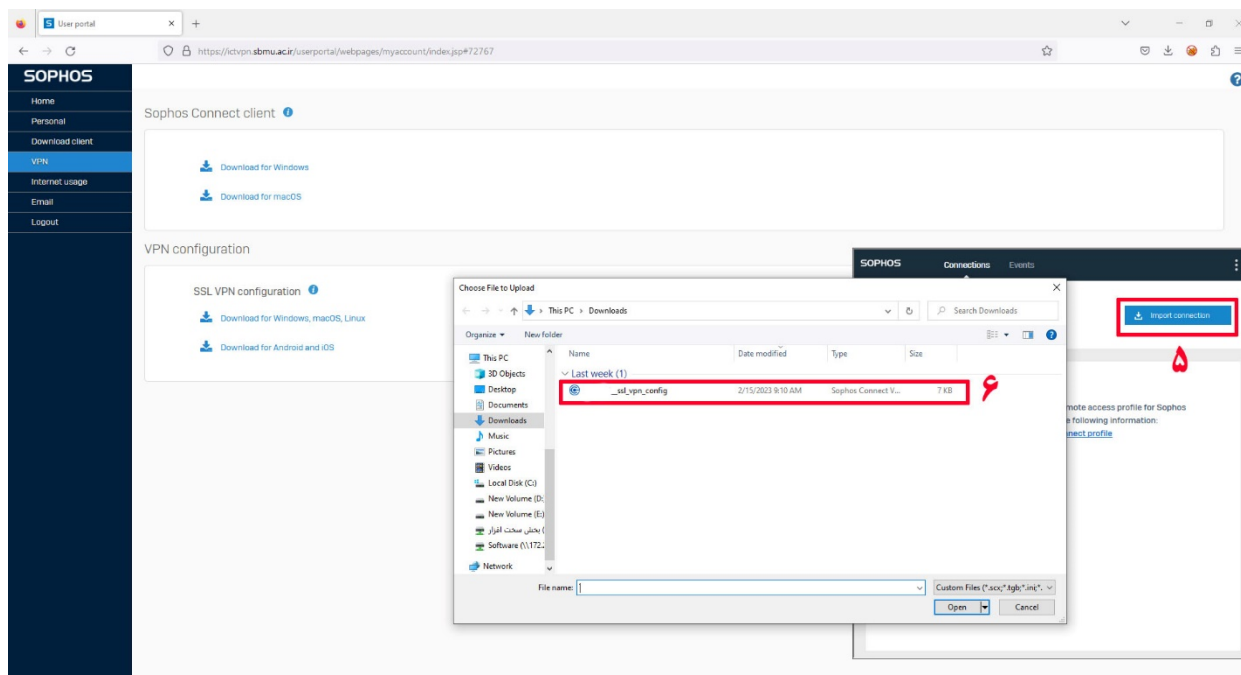 User portal
https://ictvpn.sbmu.ac.ir/userportal/webpages/myaccount/index.jsp#72767
SOPHOS
Home
Personal
Download client
VPN
Internet usage
Email
Logout
Sophos Connect client
Download for Windows
Download for macOS
VPN configuration
SSL VPN configuration
Download for Windows, macOS, Linux
Download for Android and iOS
SOPHOS Connections Events
Import connection
۵
mote access profile for Sophos
e following information:
nnect profile
Choose File to Upload
This PC > Downloads
Search Downloads
Organize New folder
Name Date modified Type Size
Last week (1)
__ssl_vpn_config 2/15/2023 9:10 AM Sophos Connect V... 7 KB
۶
This PC
3D Objects
Desktop
Documents
Downloads
Music
Pictures
Videos
Local Disk (C:)
New Volume (D:
New Volume (E:)
بخش سخت افزار (
Software (\\172.2
Network
File name:
Custom Files (*.scx;*.tgb;*.ini;*.
Open Cancel